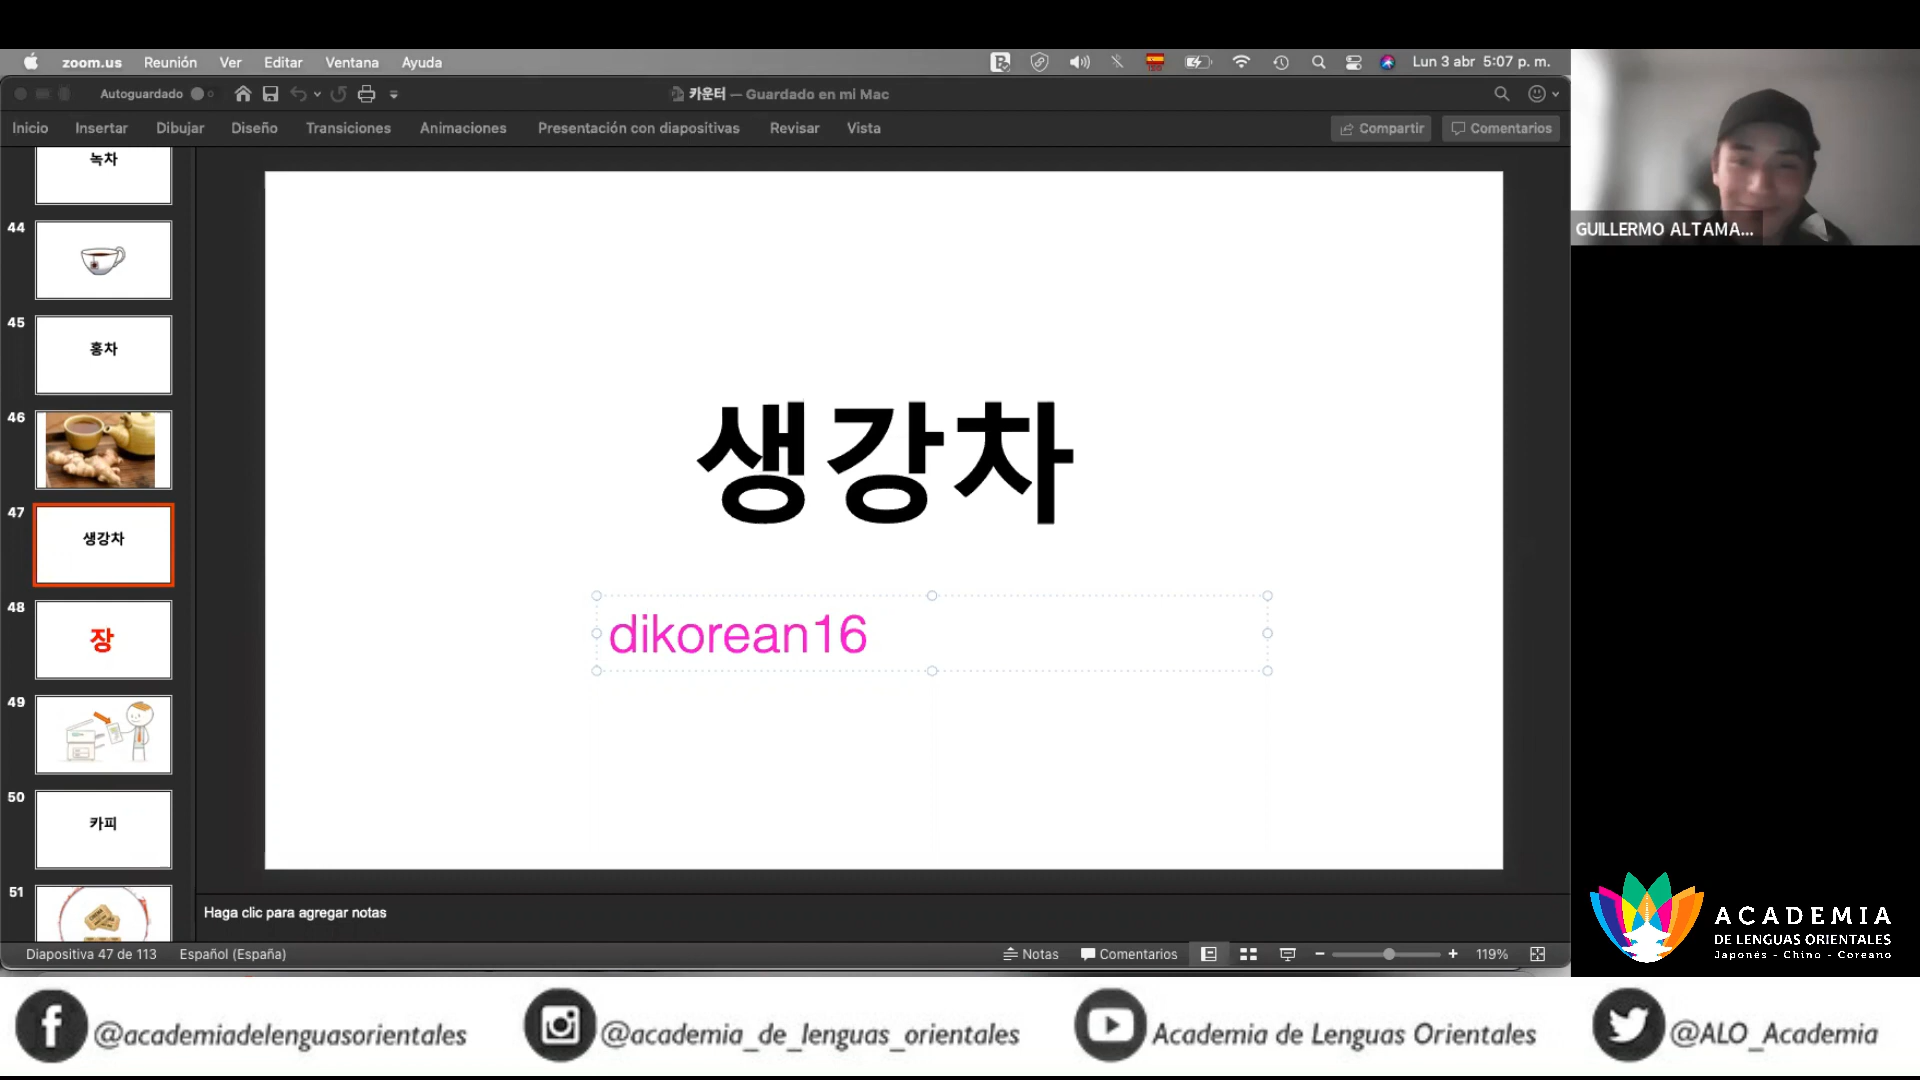 zoom.us Reunión Ver Editar Ventana Ayuda
Lun 3 abr 5:07 p. m.
Autoguardado
카운터 — Guardado en mi Mac
Inicio Insertar Dibujar Diseño Transiciones Animaciones Presentación con diapositivas Revisar Vista
Compartir Comentarios
녹차
44
45
홍차
46
47
생강차
48
장
49
50
카피
51
생강차
dikorean16
Haga clic para agregar notas
Diapositiva 47 de 113 Español (España)
Notas Comentarios 119%
GUILLERMO ALTAMA...
ACADEMIA
DE LENGUAS ORIENTALES
Japonés - Chino - Coreano
@academiadelenguasorientales
@academia_de_lenguas_orientales
Academia de Lenguas Orientales
@ALO_Academia